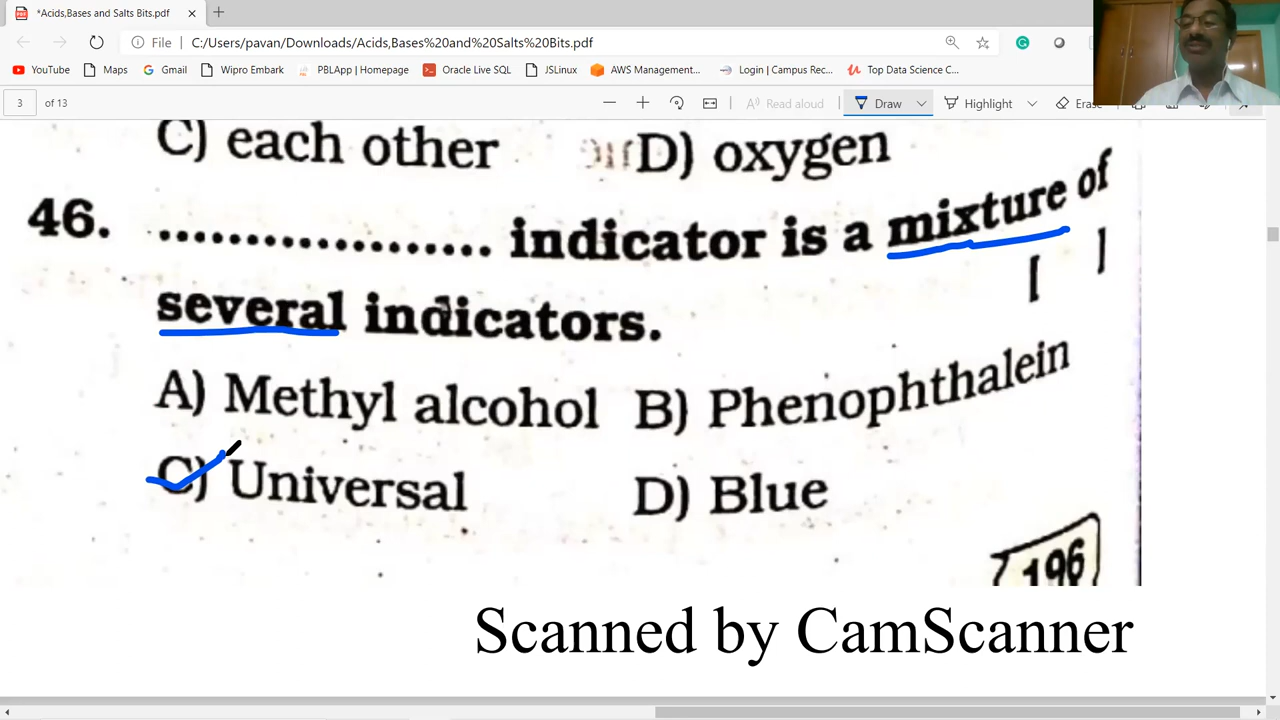 *Acids,Bases and Salts Bits.pdf
File C:/Users/pavan/Downloads/Acids,Bases%20and%20Salts%20Bits.pdf
YouTube Maps Gmail Wipro Embark PBLApp | Homepage Oracle Live SQL JSLinux AWS Management... Login | Campus Rec... Top Data Science C...
3 of 13 Read aloud Draw Highlight Erase
C) each other D) oxygen
46. .................... indicator is a mixture of
[ ]
several indicators.
A) Methyl alcohol B) Phenophthalein
C) Universal D) Blue
196
Scanned by CamScanner